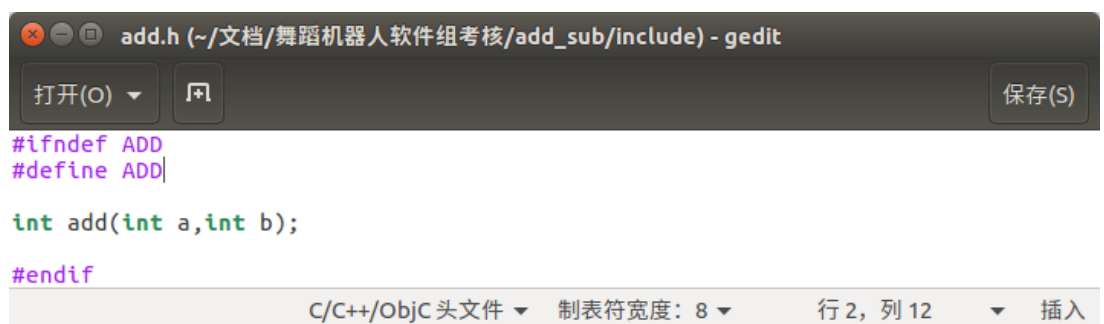 add.h (~/文档/舞蹈机器人软件组考核/add_sub/include) - gedit
打开(O) 保存(S)
#ifndef ADD
#define ADD

int add(int a,int b);

#endif
C/C++/ObjC 头文件 制表符宽度：8 行 2，列 12 插入